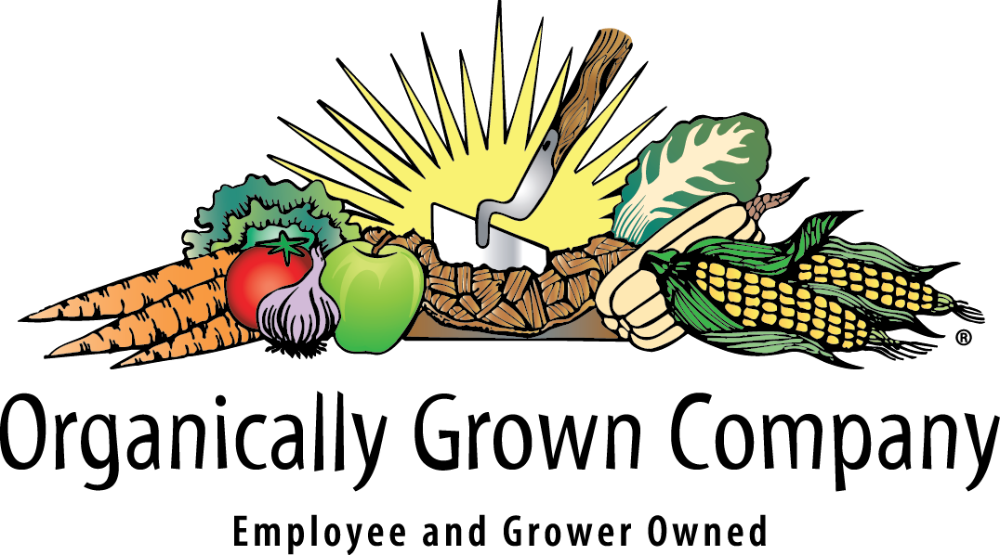 ®
Organically Grown Company
Employee and Grower Owned